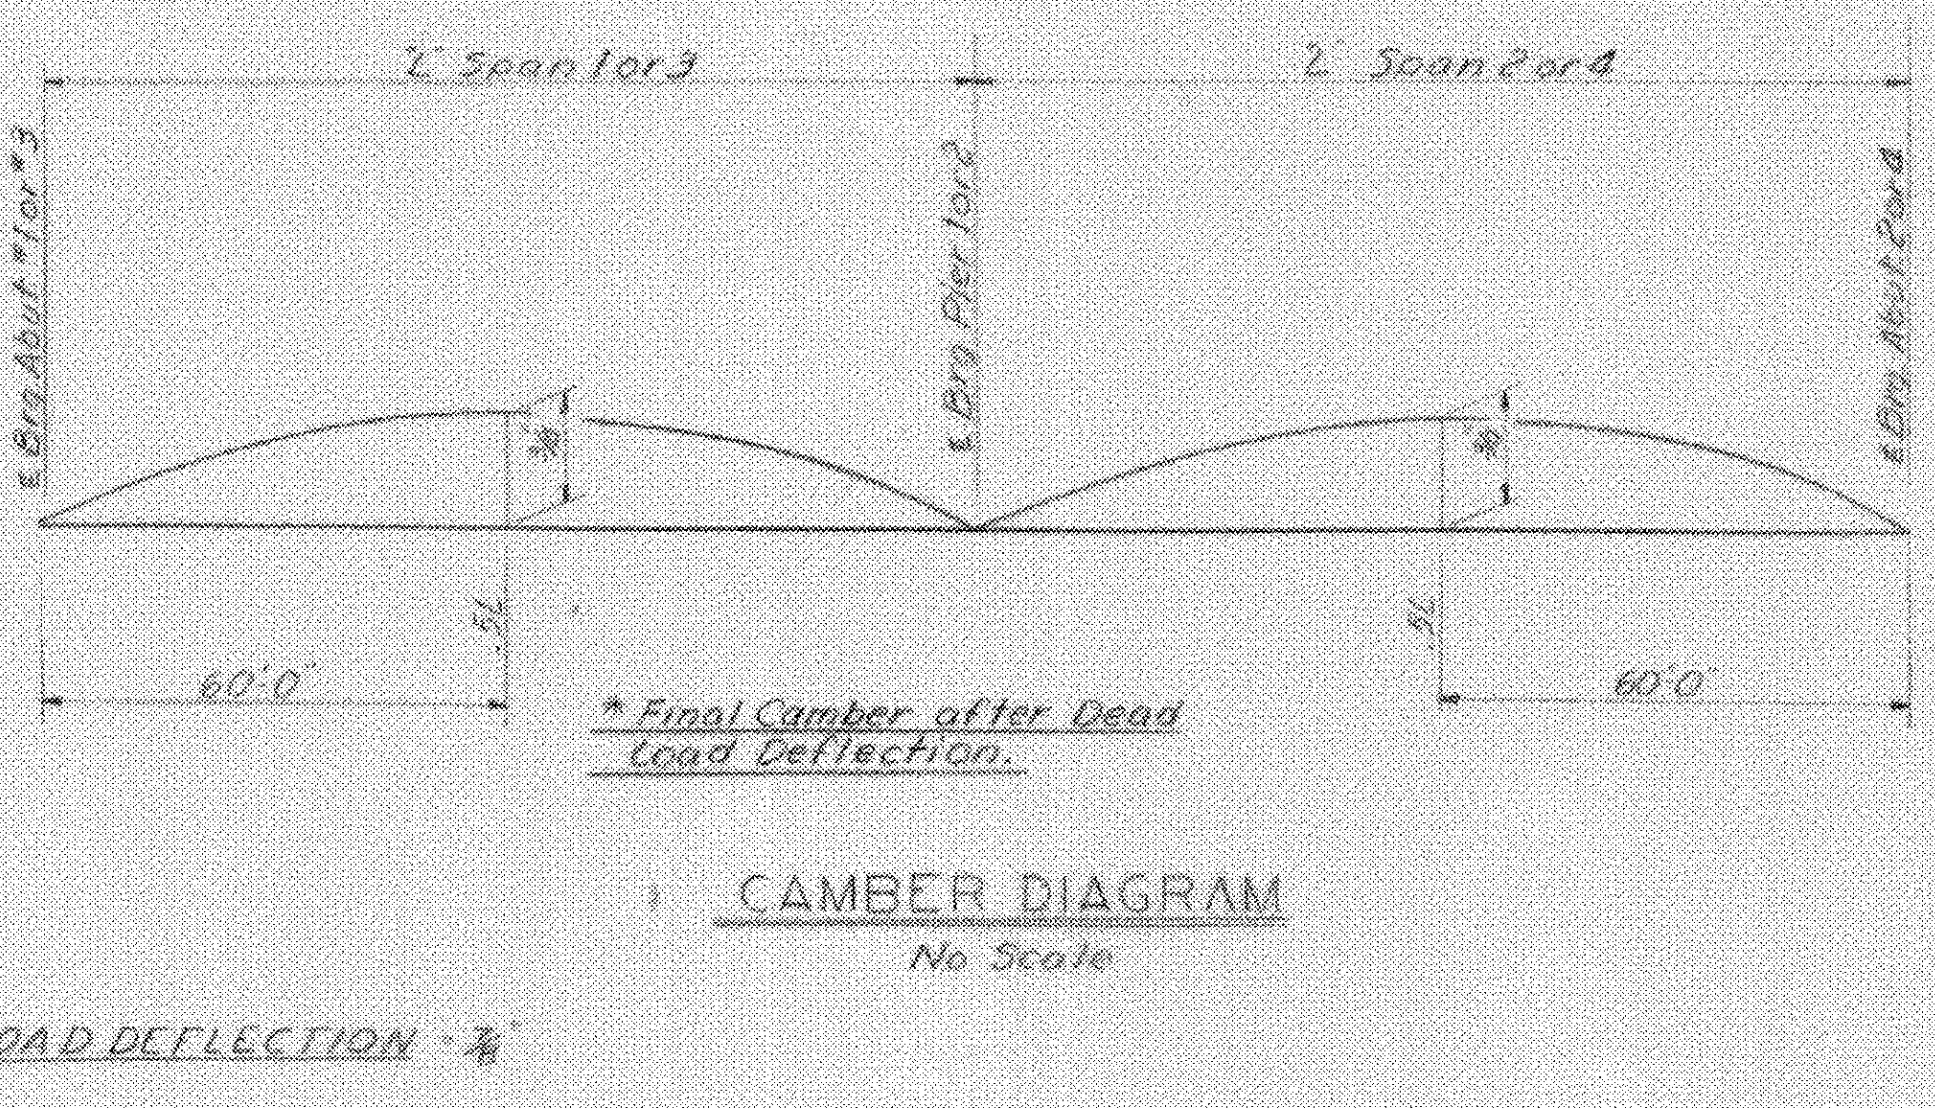 "L" Span 1 or 3
"L" Span 2 or 4
℄ Brg Abut #1 or #3
℄ Brg Pier 1 or 2
℄ Brg Abut. 2 or 4
*
*
.5L
.5L
60'-0"
60'-0"
* Final Camber after Dead
Load Deflection.
CAMBER DIAGRAM
No Scale
OAD DEFLECTION -